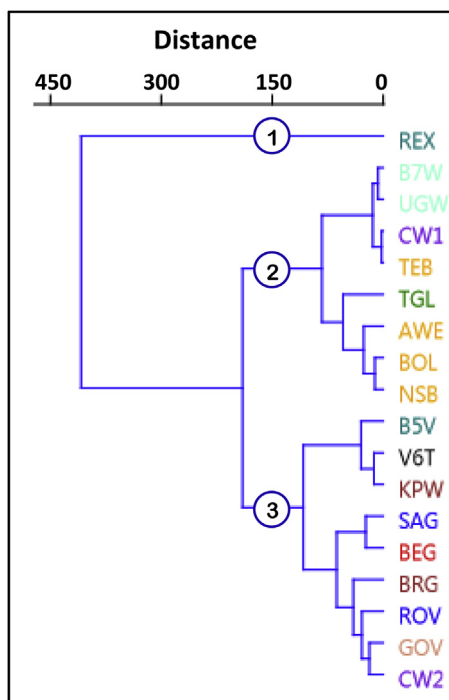 Distance
450 300 150 0
1 REX
B7W
UGW
CW1
2 TEB
TGL
AWE
BOL
NSB
B5V
V6T
KPW
3 SAG
BEG
BRG
ROV
GOV
CW2